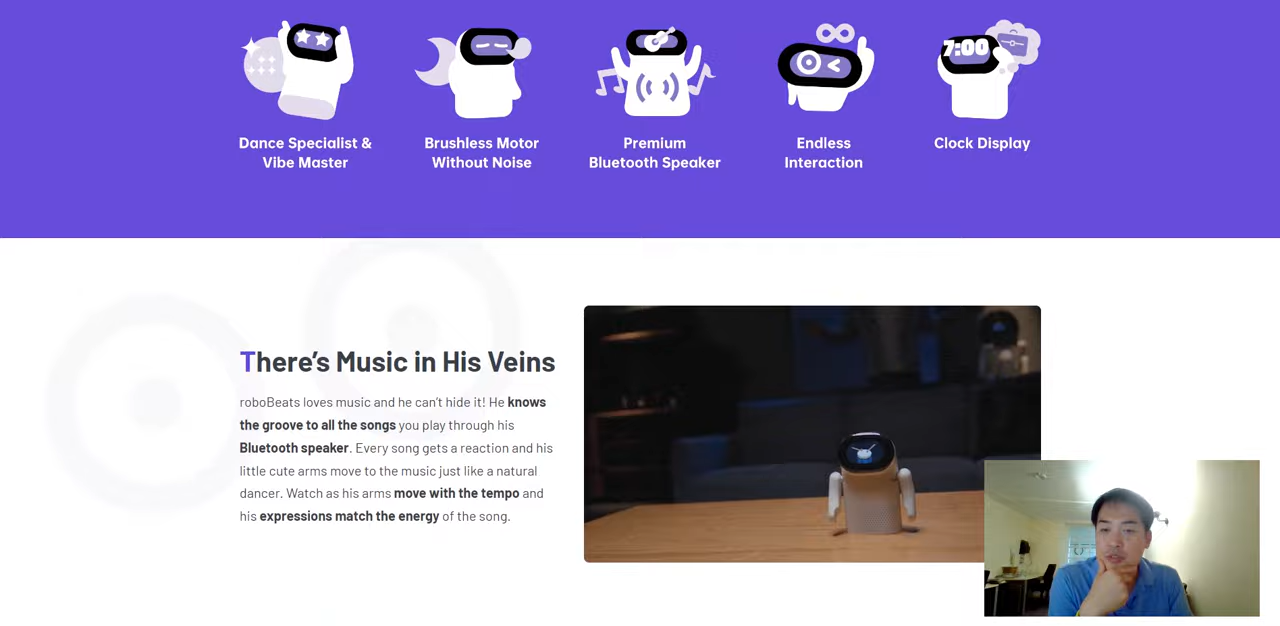 7:00
Dance Specialist &
Vibe Master
Brushless Motor
Without Noise
Premium
Bluetooth Speaker
Endless
Interaction
Clock Display
There’s Music in His Veins
roboBeats loves music and he can’t hide it! He knows
the groove to all the songs you play through his
Bluetooth speaker. Every song gets a reaction and his
little cute arms move to the music just like a natural
dancer. Watch as his arms move with the tempo and
his expressions match the energy of the song.